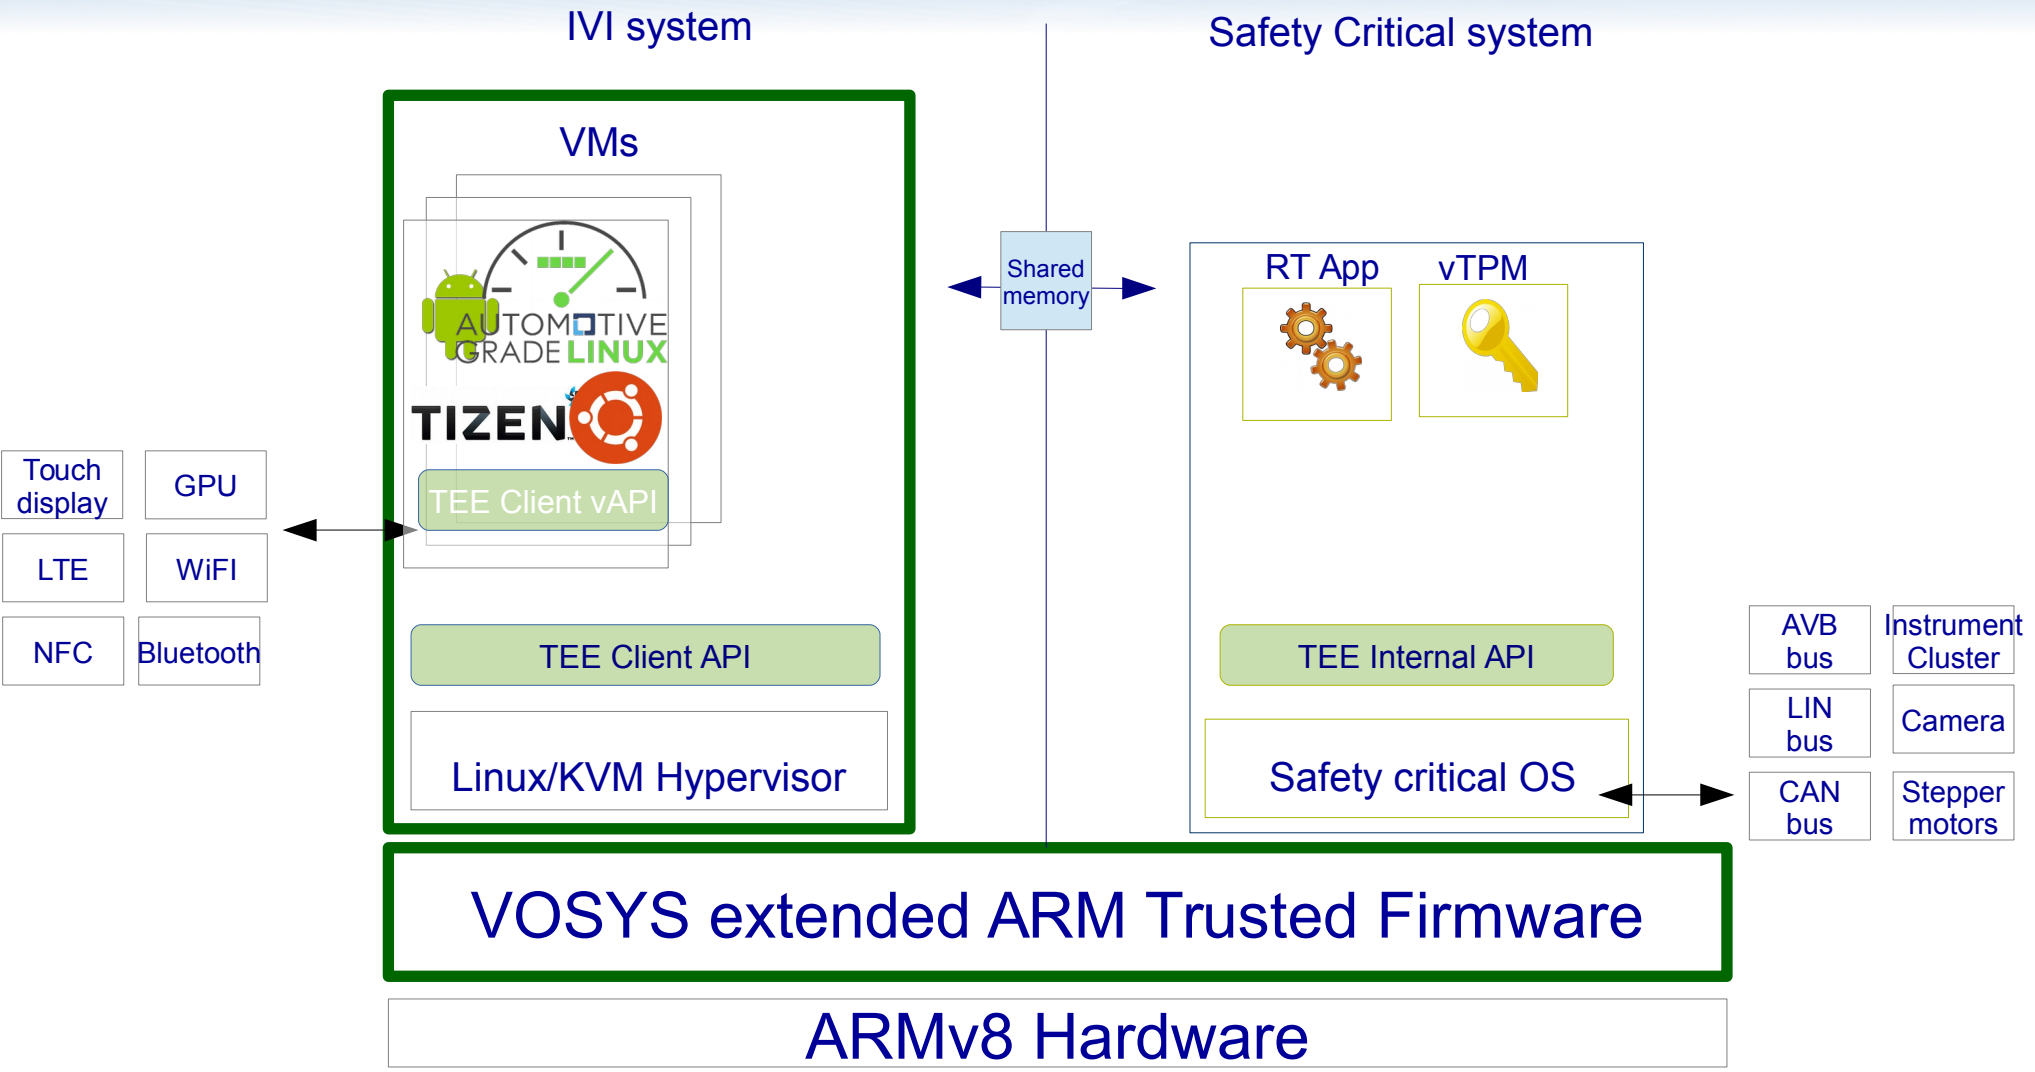 IVI system
Safety Critical system
VMs
AUTOMOTIVE
GRADE LINUX
TIZEN
TEE Client vAPI
TEE Client API
Linux/KVM Hypervisor
Touch
display
GPU
LTE
WiFI
NFC
Bluetooth
Shared
memory
RT App
vTPM
TEE Internal API
Safety critical OS
AVB
bus
Instrument
Cluster
LIN
bus
Camera
CAN
bus
Stepper
motors
VOSYS extended ARM Trusted Firmware
ARMv8 Hardware